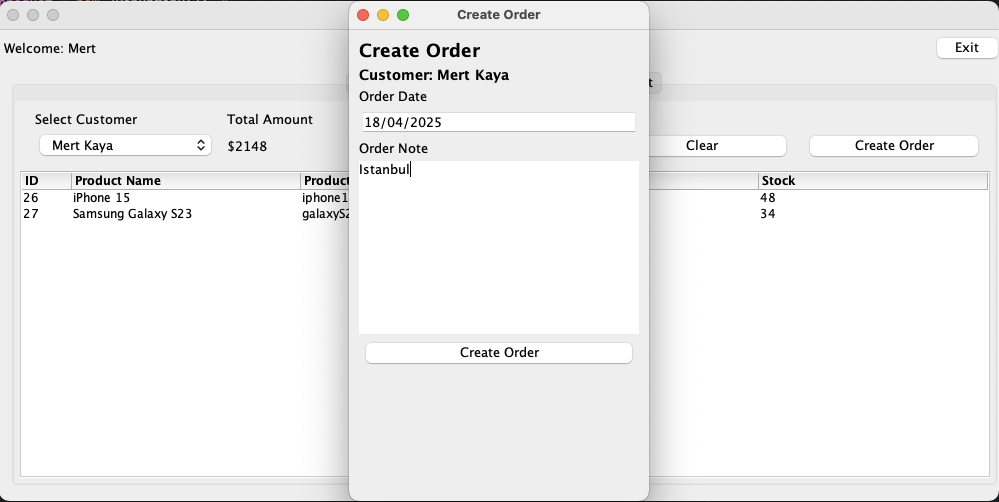 Create Order
Welcome: Mert
Exit
Create Order
Customer: Mert Kaya
Order Date
18/04/2025
Order Note
Istanbul
Create Order
Select Customer
Total Amount
Mert Kaya
$2148
Clear
Create Order
ID Product Name Product Stock
26 iPhone 15 iphone1 48
27 Samsung Galaxy S23 galaxyS2 34